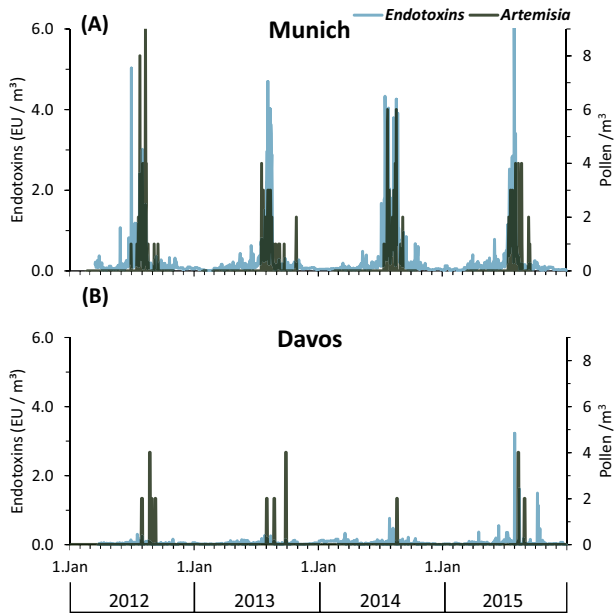 (A)
Munich
Endotoxins
Artemisia
6.0
4.0
2.0
0.0
Endotoxins (EU / m³)
8
6
4
2
0
Pollen /m³
(B)
Davos
6.0
4.0
2.0
0.0
Endotoxins (EU / m³)
8
6
4
2
0
Pollen /m³
1.Jan 1.Jan 1.Jan 1.Jan
2012 2013 2014 2015